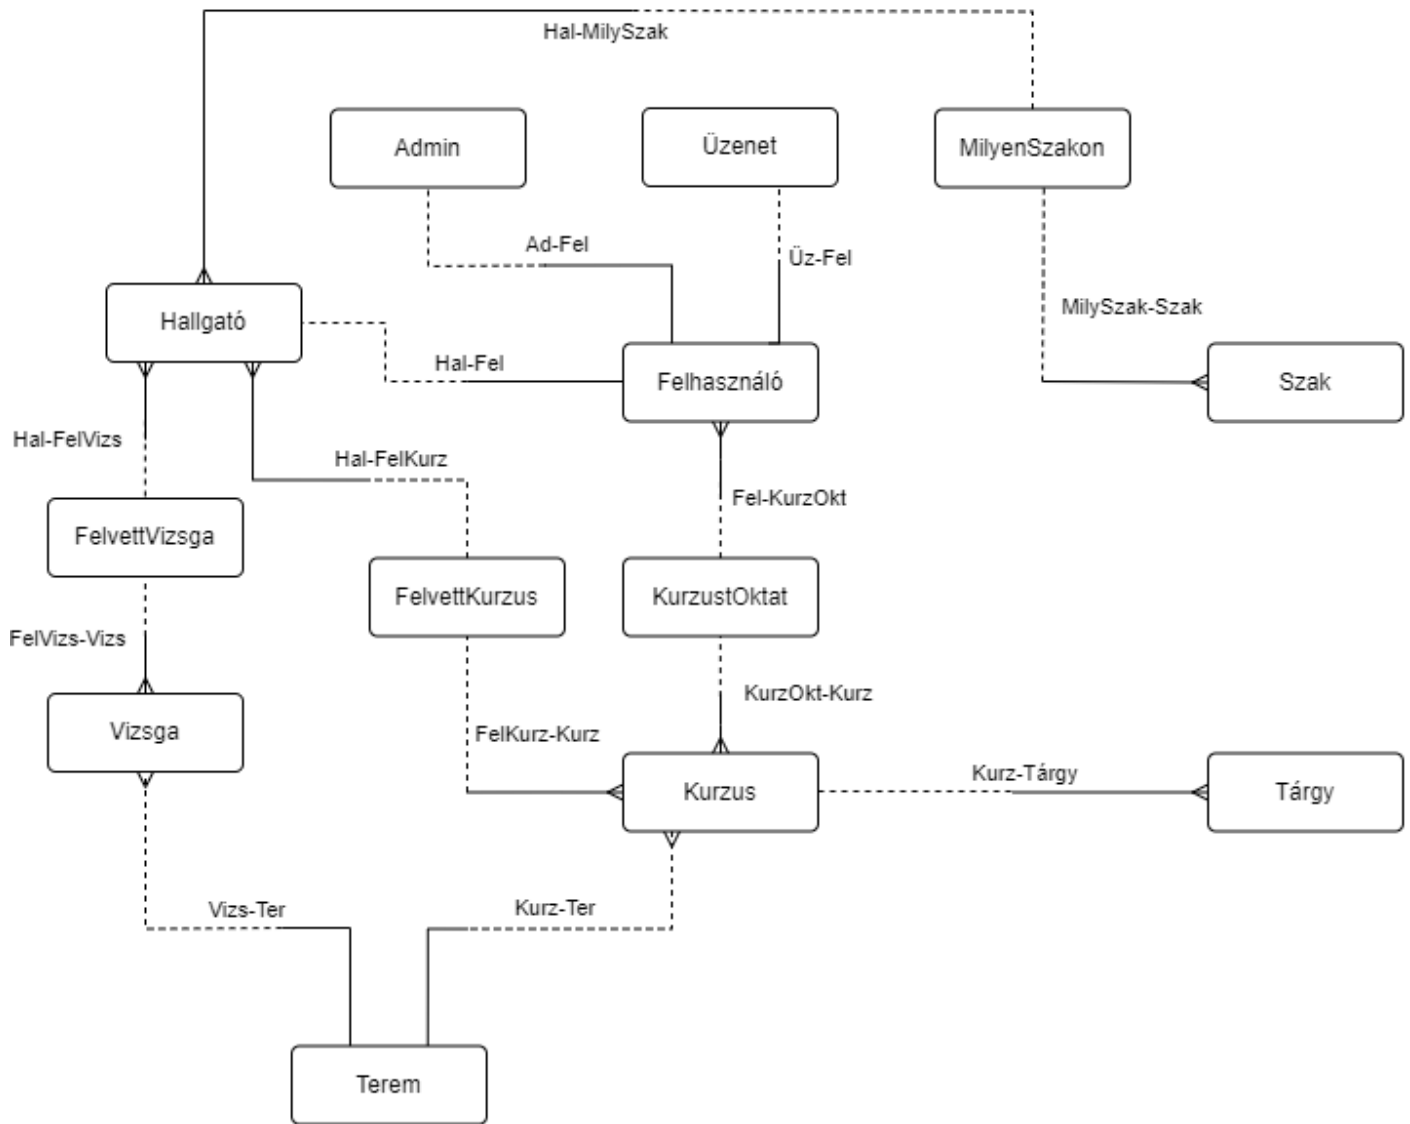 Hal-MilySzak
Admin
Üzenet
MilyenSzakon
Ad-Fel
Üz-Fel
MilySzak-Szak
Hallgató
Hal-Fel
Felhasználó
Szak
Hal-FelVizs
Hal-FelKurz
Fel-KurzOkt
FelvettVizsga
FelvettKurzus
KurzustOktat
FelVizs-Vizs
KurzOkt-Kurz
Vizsga
FelKurz-Kurz
Kurzus
Kurz-Tárgy
Tárgy
Vizs-Ter
Kurz-Ter
Terem